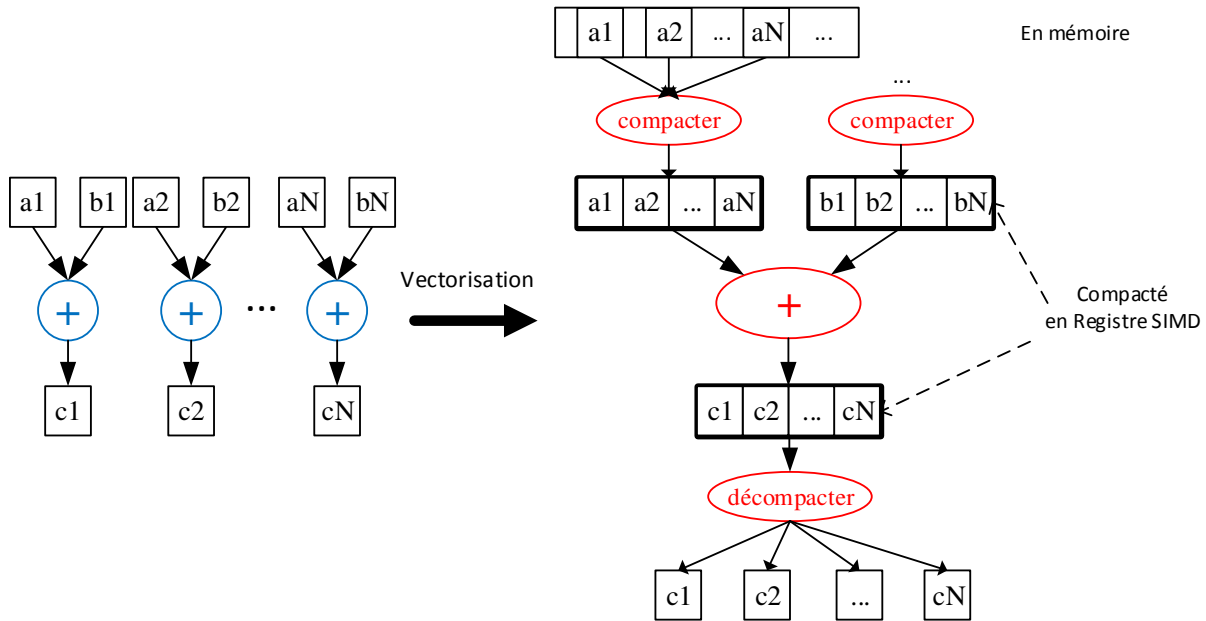 a1 a2 ... aN ...
En mémoire
...
compacter compacter
a1 b1 a2 b2 aN bN
a1 a2 ... aN
b1 b2 ... bN
+ + ... +
Vectorisation
+
Compacté
en Registre SIMD
c1 c2 cN
c1 c2 ... cN
décompacter
c1 c2 ... cN